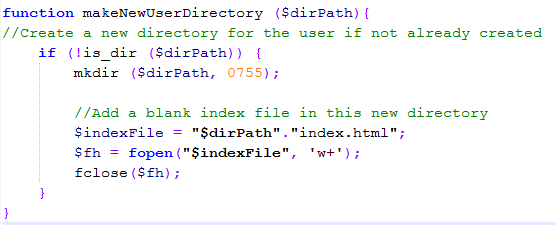 function makeNewUserDirectory ($dirPath){
//Create a new directory for the user if not already created
if (!is_dir ($dirPath)) {
mkdir ($dirPath, 0755);
//Add a blank index file in this new directory
$indexFile = "$dirPath"."index.html";
$fh = fopen("$indexFile", 'w+');
fclose($fh);
}
}